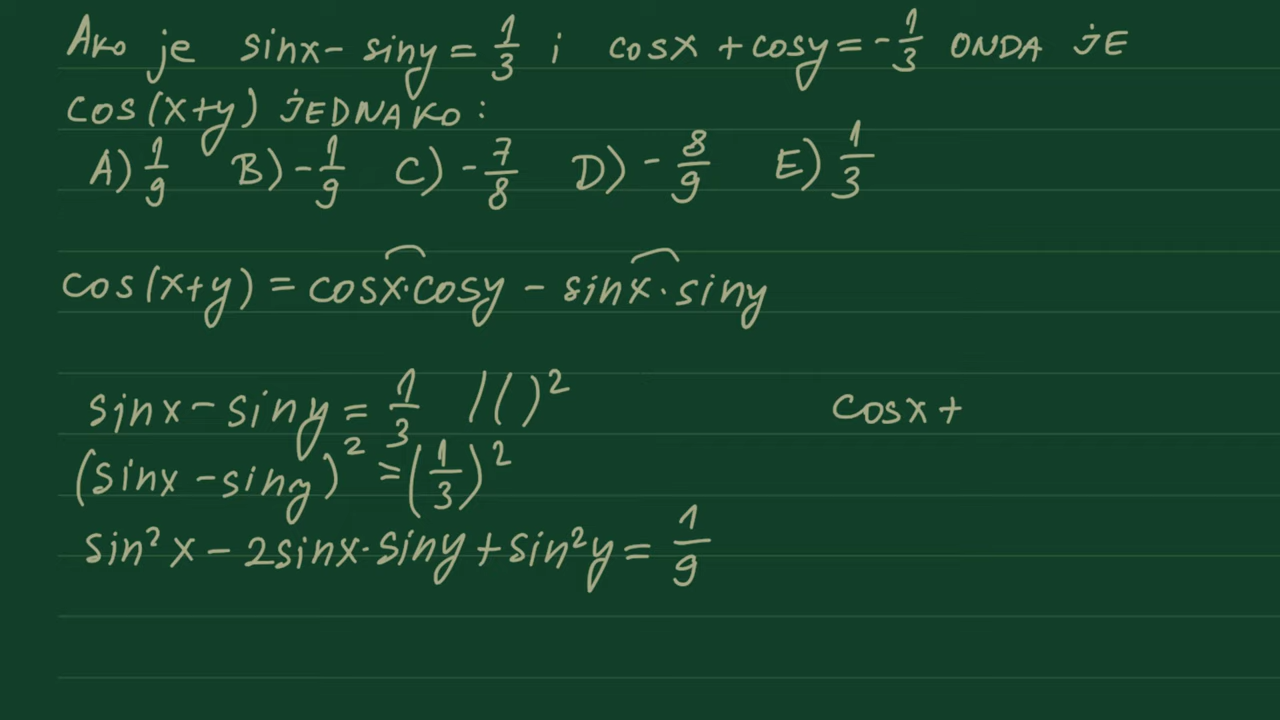 Ako je sinx - siny = 1/3 i cosx + cosy = -1/3 ONDA JE
cos(x+y) JEDNAKO:
A) 1/9 B) -1/9 C) -7/8 D) -8/9 E) 1/3
cos(x+y) = cosx·cosy - sinx·siny
sinx - siny = 1/3 /( )² cosx +
(sinx - siny)² = (1/3)²
sin²x - 2sinx·siny + sin²y = 1/9